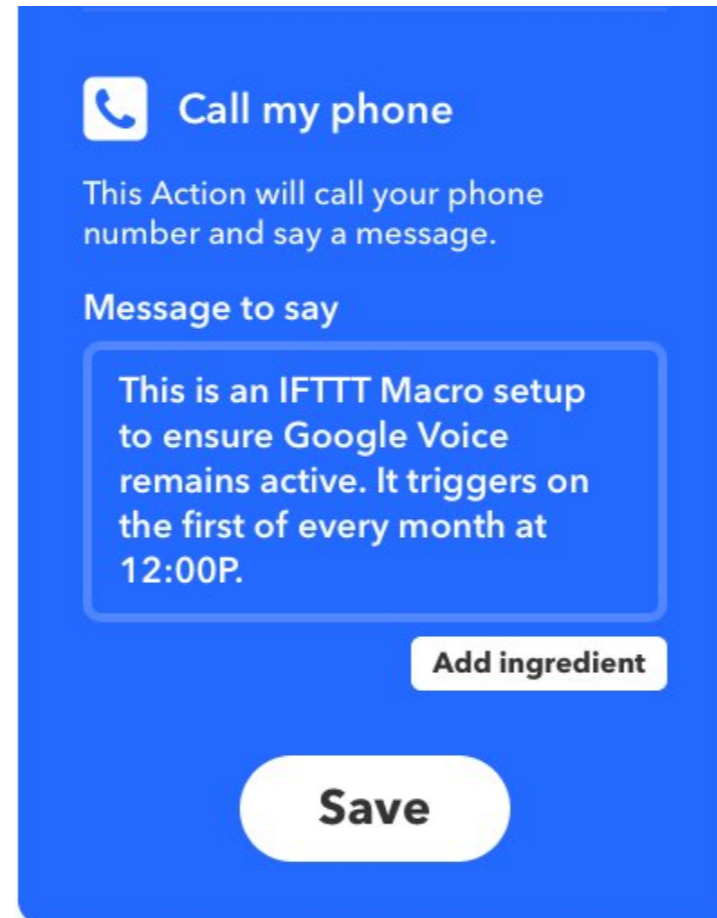 Call my phone
This Action will call your phone
number and say a message.
Message to say
This is an IFTTT Macro setup
to ensure Google Voice
remains active. It triggers on
the first of every month at
12:00P.
Add ingredient
Save